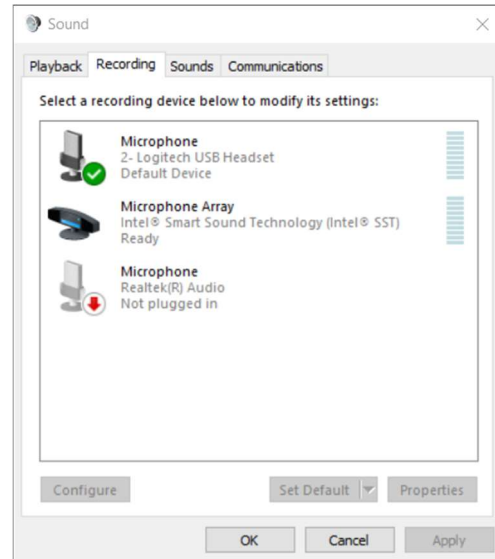 Sound
Playback Recording Sounds Communications
Select a recording device below to modify its settings:
Microphone
2- Logitech USB Headset
Default Device
Microphone Array
Intel® Smart Sound Technology (Intel® SST)
Ready
Microphone
Realtek(R) Audio
Not plugged in
Configure Set Default Properties
OK Cancel Apply